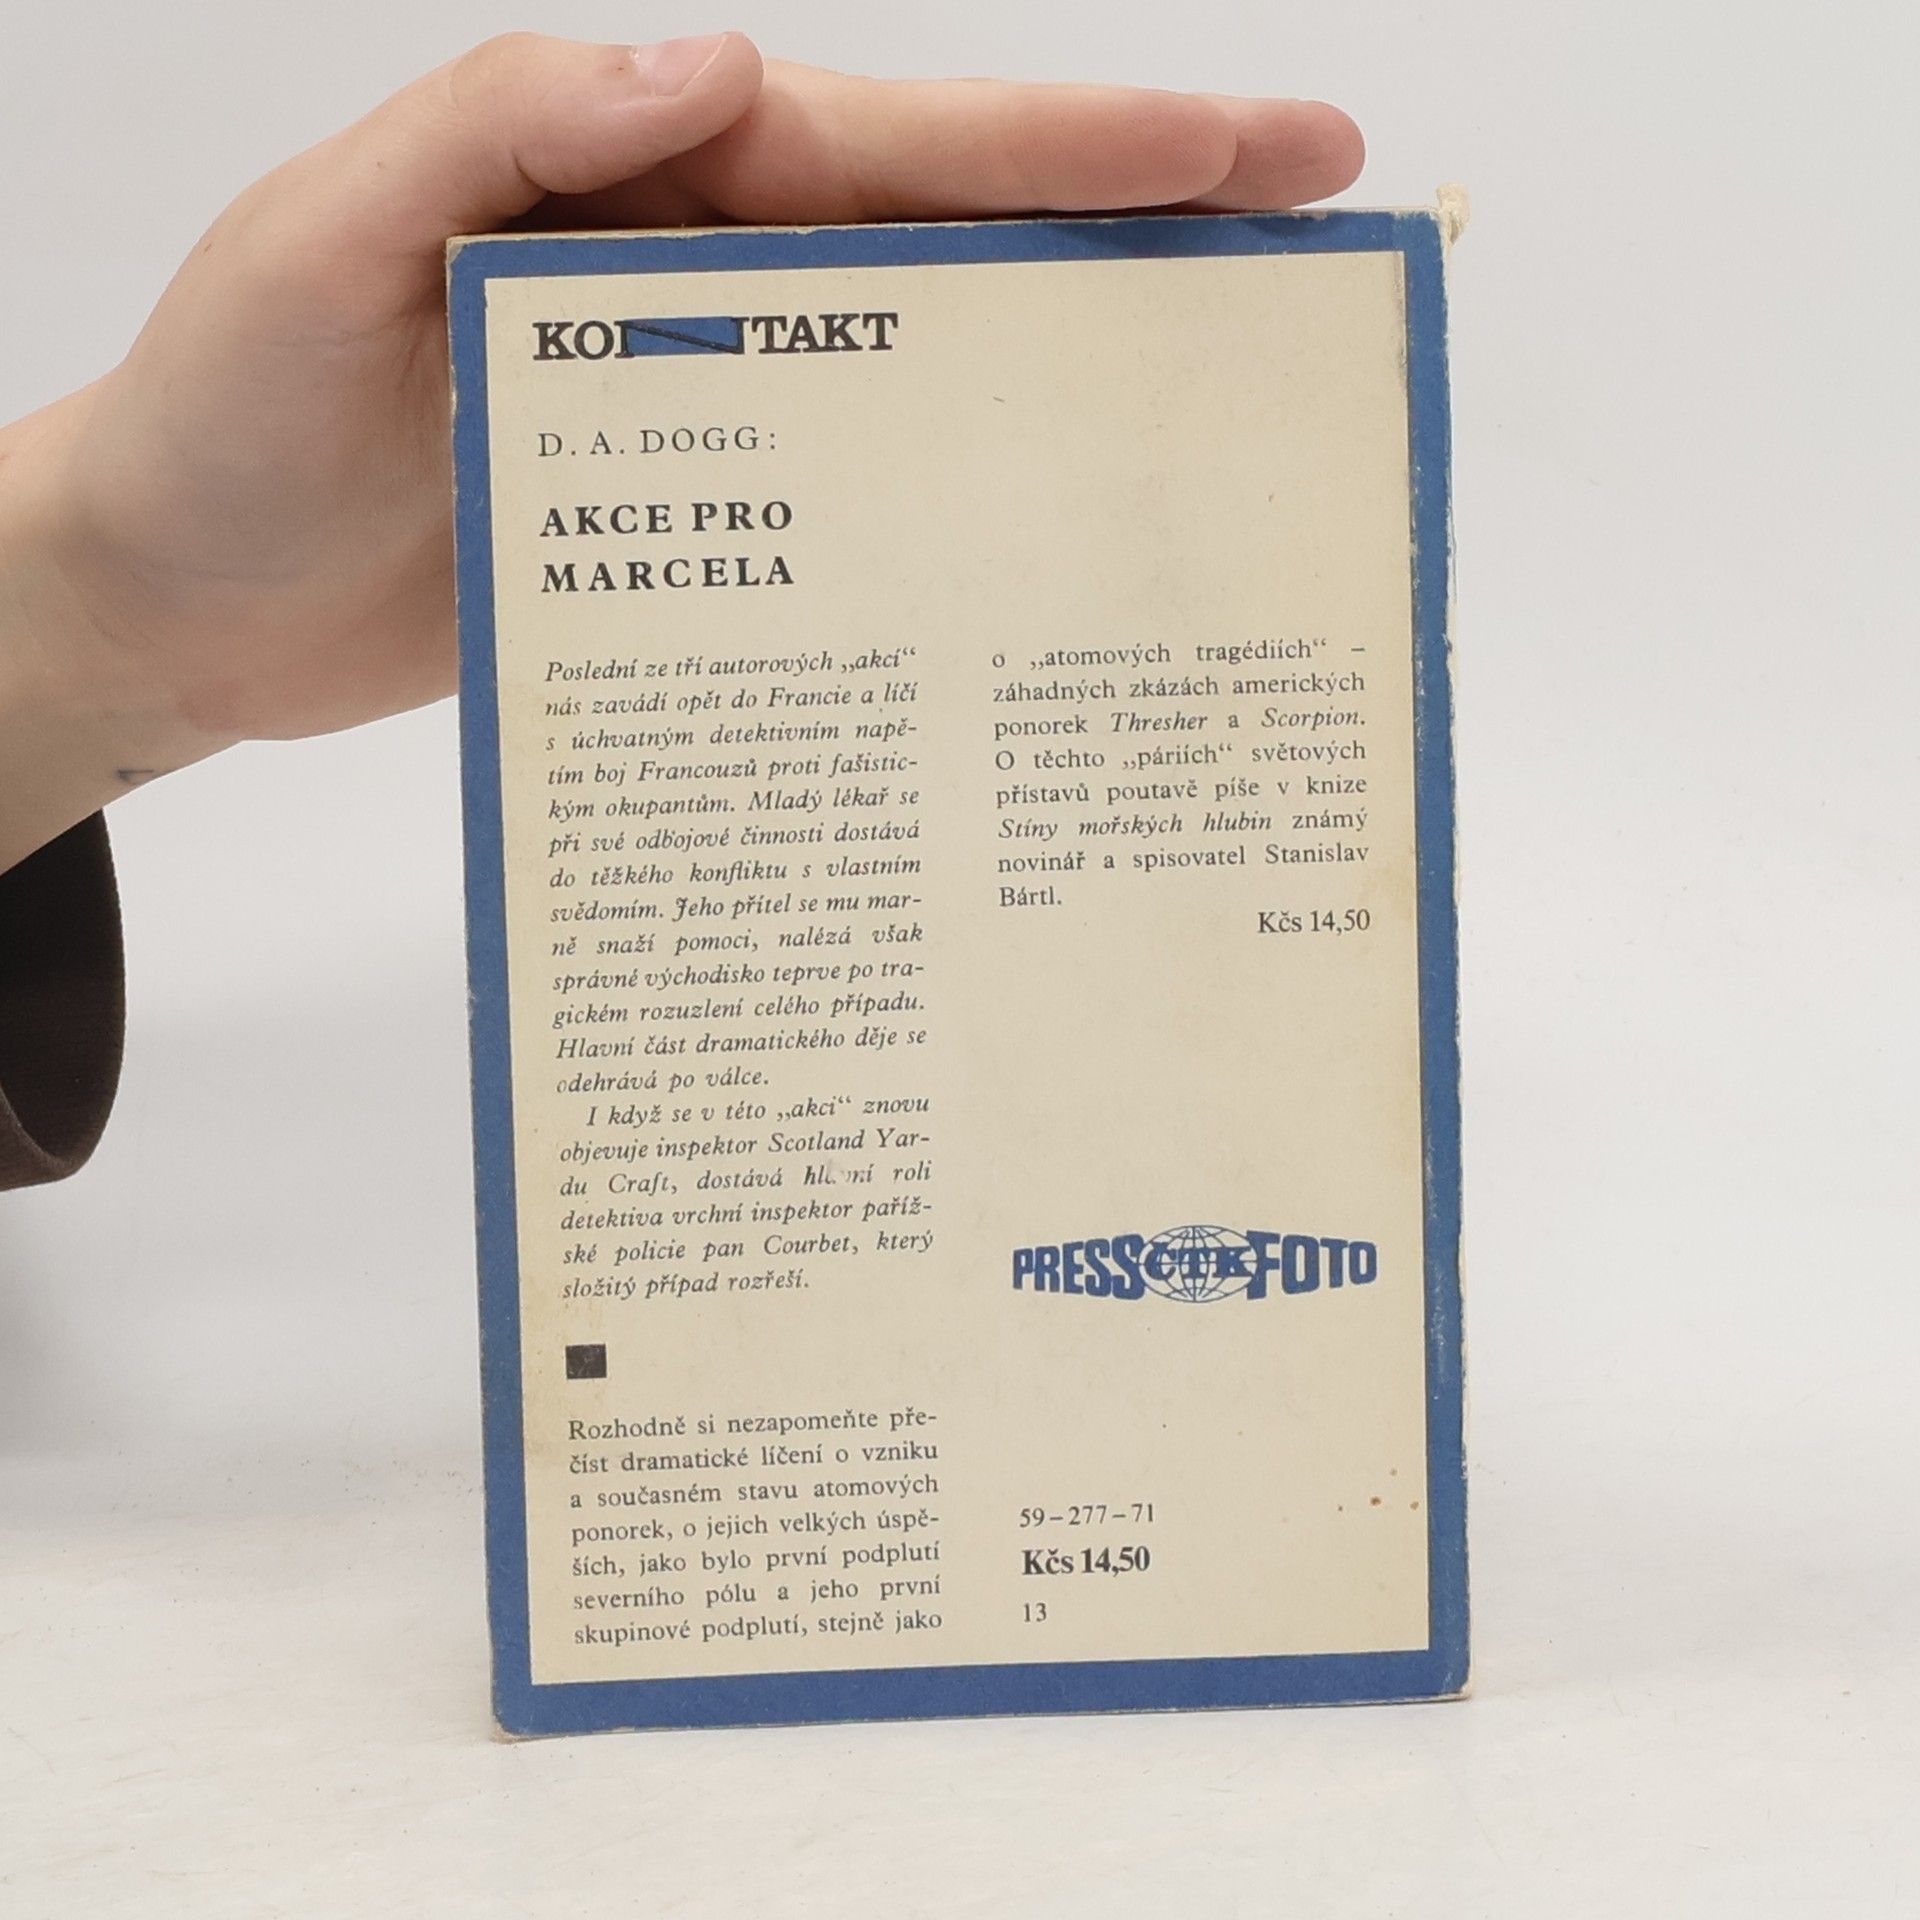 KONTAKT
D. A. DOGG:
AKCE PRO
MARCELA
Poslední ze tří autorových „akcí“
nás zavádí opět do Francie a líčí
s úchvatným detektivním napě-
tím boj Francouzů proti fašistic-
kým okupantům. Mladý lékař se
při své odbojové činnosti dostává
do těžkého konfliktu s vlastním
svědomím. Jeho přítel se mu mar-
ně snaží pomoci, nalézá však
správné východisko teprve po tra-
gickém rozuzlení celého případu.
Hlavní část dramatického děje se
odehrává po válce.
I když se v této „akci“ znovu
objevuje inspektor Scotland Yar-
du Craft, dostává hlavní roli
detektiva vrchní inspektor paříž-
ské policie pan Courbet, který
složitý případ rozřeší.
Rozhodně si nezapomeňte pře-
číst dramatické líčení o vzniku
a současném stavu atomových
ponorek, o jejich velkých úspě-
ších, jako bylo první podplutí
severního pólu a jeho první
skupinové podplutí, stejně jako
o „atomových tragédiích“ –
záhadných zkázách amerických
ponorek Thresher a Scorpion.
O těchto „páriích“ světových
přístavů poutavě píše v knize
Stíny mořských hlubin známý
novinář a spisovatel Stanislav
Bártl.
Kčs 14,50
PRESS ČTK FOTO
59–277–71
Kčs 14,50
13